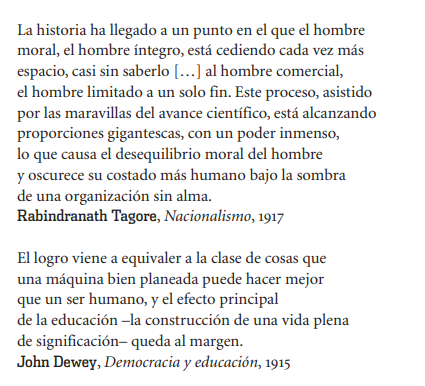 La historia ha llegado a un punto en el que el hombre
moral, el hombre íntegro, está cediendo cada vez más
espacio, casi sin saberlo […] al hombre comercial,
el hombre limitado a un solo fin. Este proceso, asistido
por las maravillas del avance científico, está alcanzando
proporciones gigantescas, con un poder inmenso,
lo que causa el desequilibrio moral del hombre
y oscurece su costado más humano bajo la sombra
de una organización sin alma.
Rabindranath Tagore, Nacionalismo, 1917
El logro viene a equivaler a la clase de cosas que
una máquina bien planeada puede hacer mejor
que un ser humano, y el efecto principal
de la educación –la construcción de una vida plena
de significación– queda al margen.
John Dewey, Democracia y educación, 1915